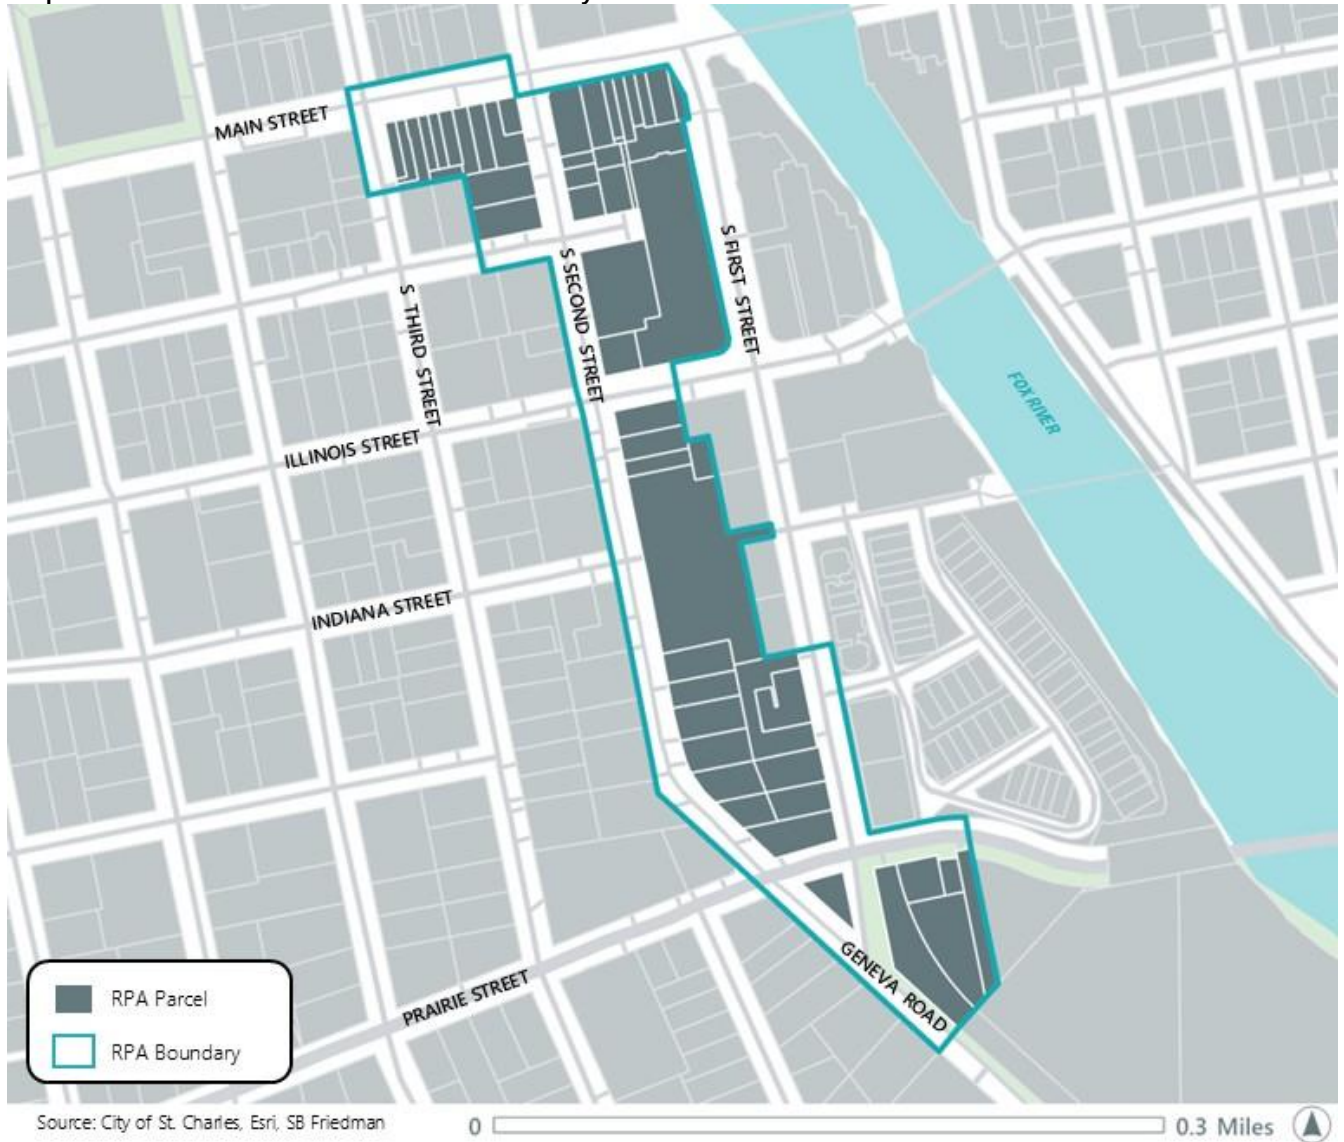 MAIN STREET
S FIRST STREET
S SECOND STREET
S THIRD STREET
FOX RIVER
ILLINOIS STREET
INDIANA STREET
GENEVA ROAD
PRAIRIE STREET
RPA Parcel
RPA Boundary
Source: City of St. Charles, Esri, SB Friedman
0
0.3 Miles